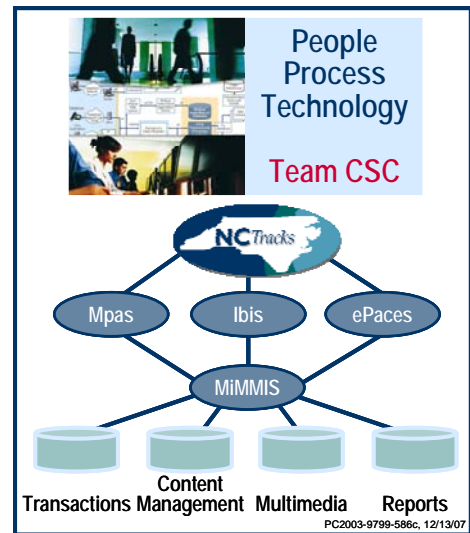 People
Process
Technology
Team CSC
NCTracks
Mpas
Ibis
ePaces
MiMMIS
Transactions
Content
Management
Multimedia
Reports
PC2003-9799-586c, 12/13/07